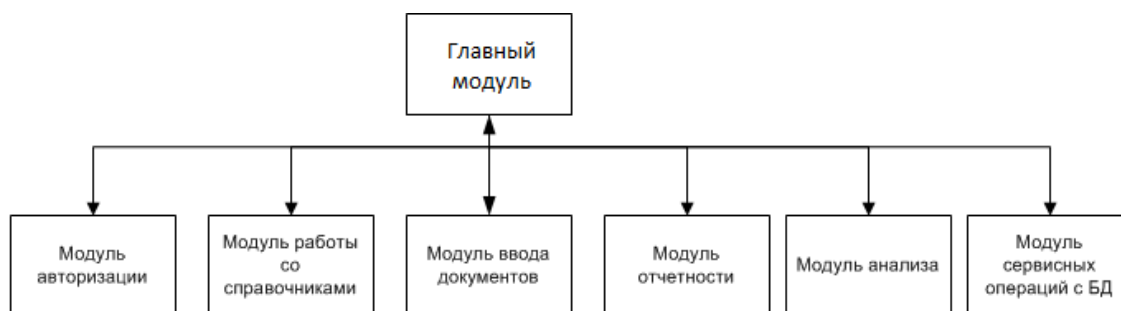 Главный
модуль
Модуль
авторизации
Модуль работы
со
справочниками
Модуль ввода
документов
Модуль
отчетности
Модуль анализа
Модуль
сервисных
операций с БД